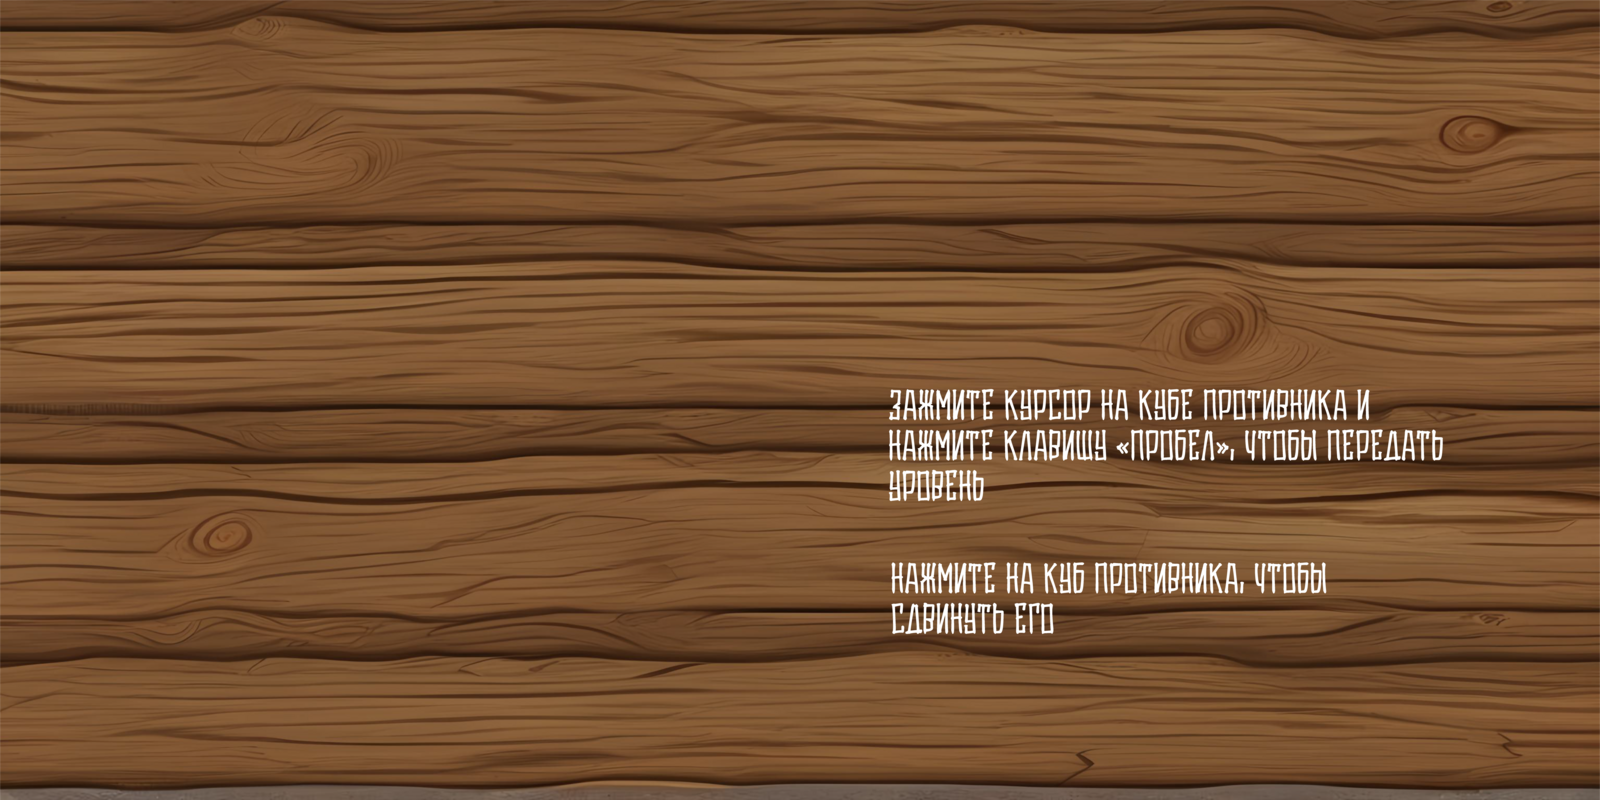 ЗАЖМИТЕ КУРСОР НА КУБЕ ПРОТИВНИКА И
НАЖМИТЕ КЛАВИШУ «ПРОБЕЛ», ЧТОБЫ ПЕРЕДАТЬ
УРОВЕНЬ
НАЖМИТЕ НА КУБ ПРОТИВНИКА, ЧТОБЫ
СДВИНУТЬ ЕГО